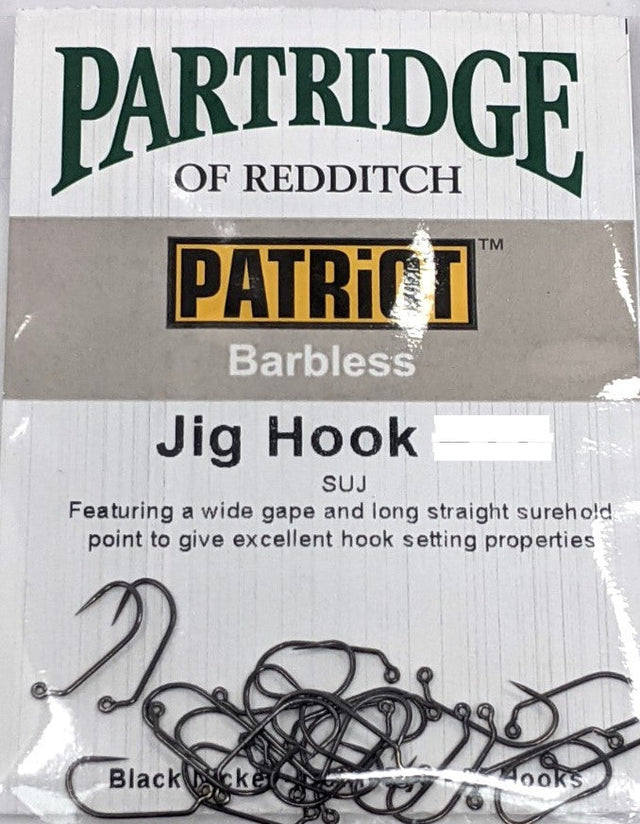 PARTRIDGE
OF REDDITCH
PATRiOT™
Barbless
Jig Hook
SUJ
Featuring a wide gape and long straight surehold
point to give excellent hook setting properties
Black Nickel Hooks